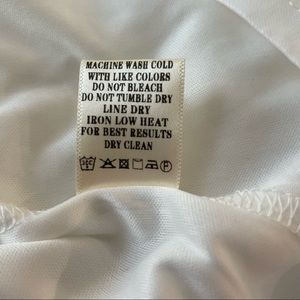 MACHINE WASH COLD
WITH LIKE COLORS
DO NOT BLEACH
DO NOT TUMBLE DRY
LINE DRY
IRON LOW HEAT
FOR BEST RESULTS
DRY CLEAN
P